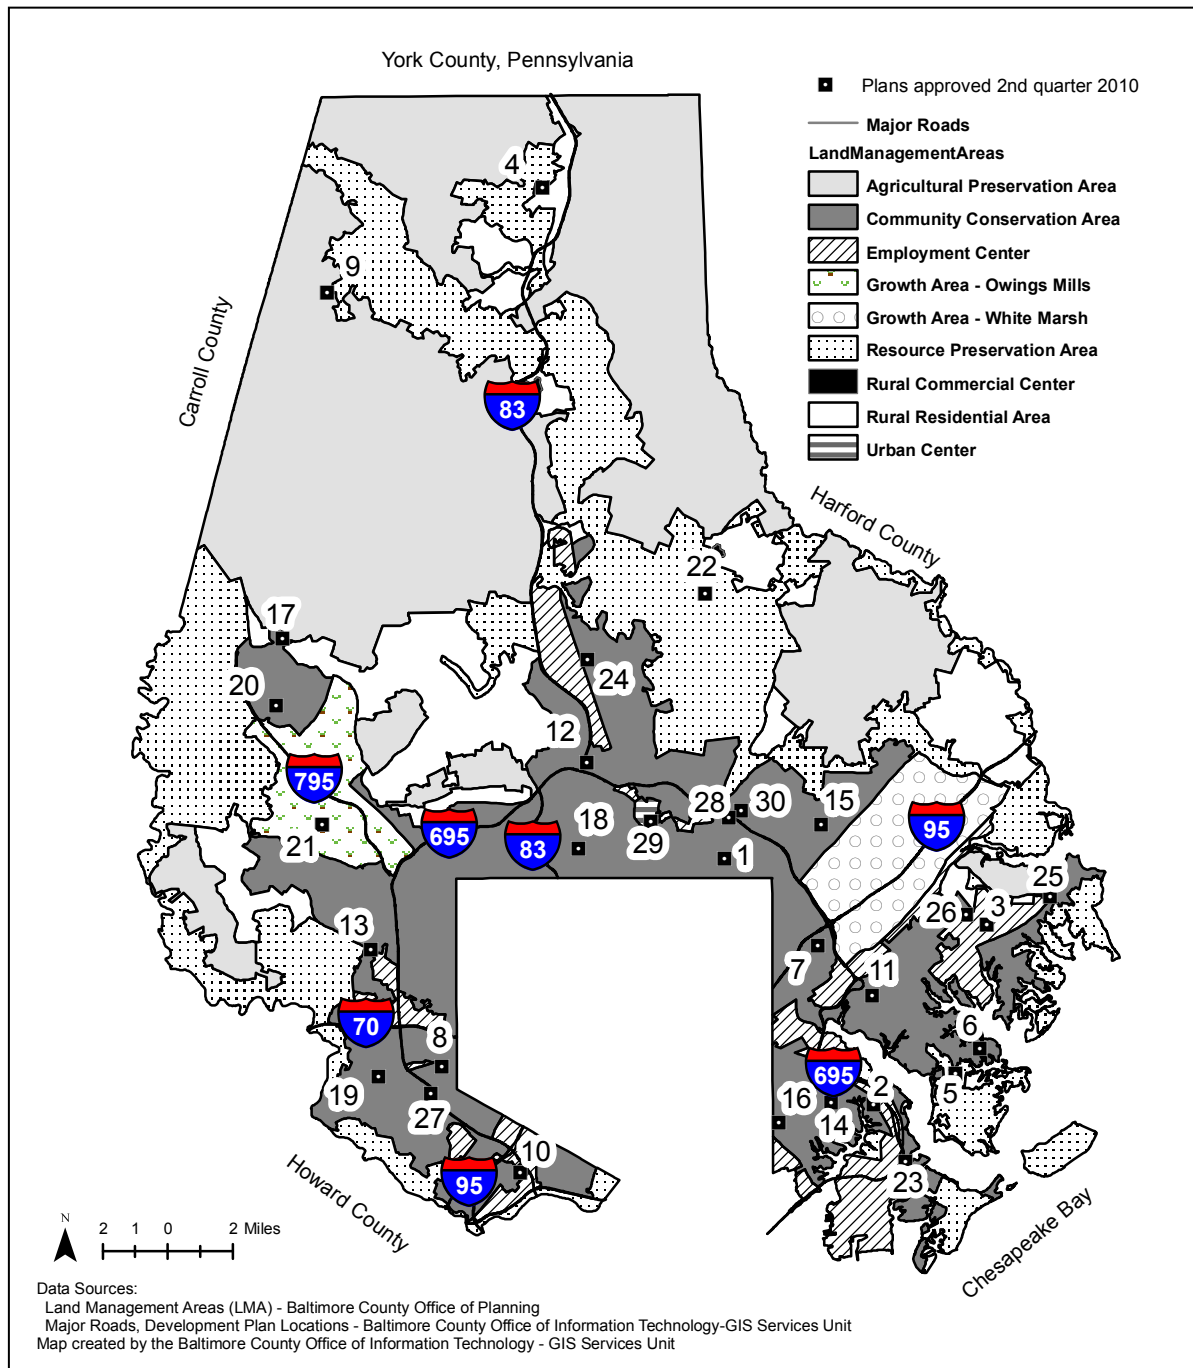 York County, Pennsylvania
Plans approved 2nd quarter 2010
Major Roads
LandManagementAreas
Agricultural Preservation Area
Community Conservation Area
Employment Center
Growth Area - Owings Mills
Growth Area - White Marsh
Resource Preservation Area
Rural Commercial Center
Rural Residential Area
Urban Center
4
9
Carroll County
83
Harford County
22
17
20
24
12
795
28
30
15
695
83
18
29
1
95
21
25
26
3
13
7
11
70
8
6
695
19
27
16
14
2
5
10
95
23
Howard County
Chesapeake Bay
N
2 1 0 2 Miles
Data Sources:
Land Management Areas (LMA) - Baltimore County Office of Planning
Major Roads, Development Plan Locations - Baltimore County Office of Information Technology-GIS Services Unit
Map created by the Baltimore County Office of Information Technology - GIS Services Unit